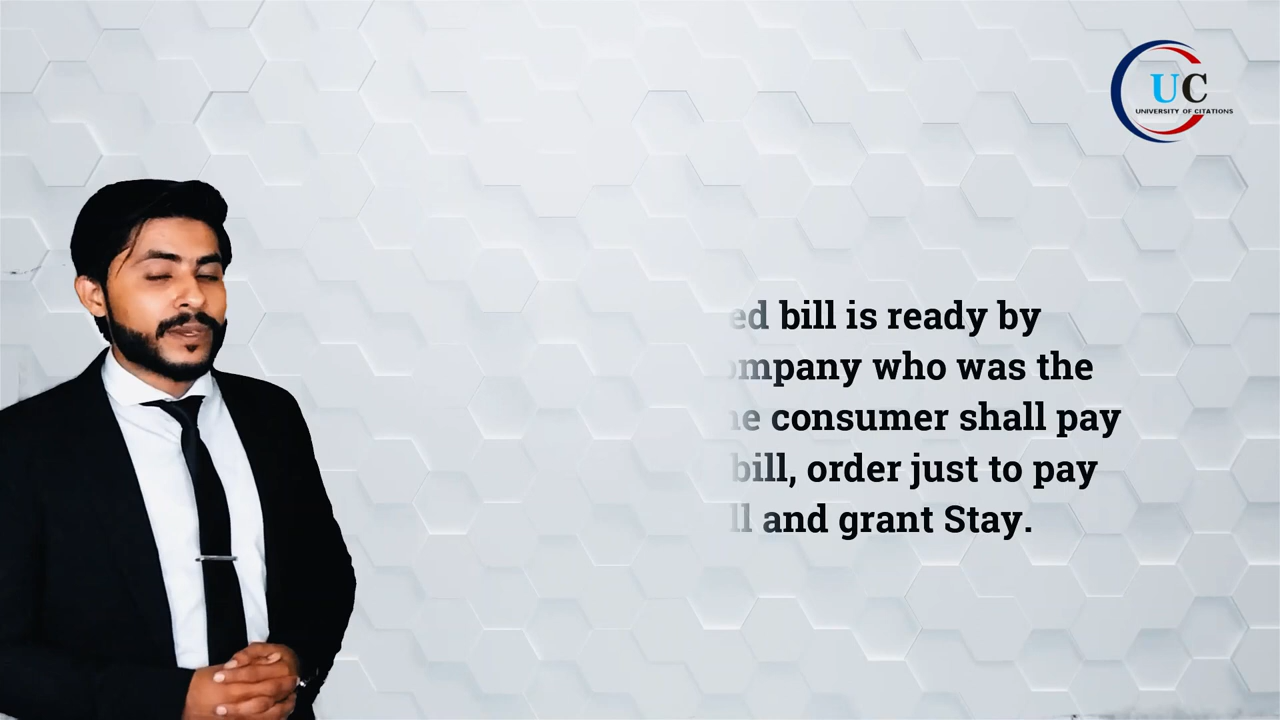 UC
UNIVERSITY OF CITATIONS
bill is ready by
who was the
consumer shall pay
bill, order just to pay
and grant Stay.